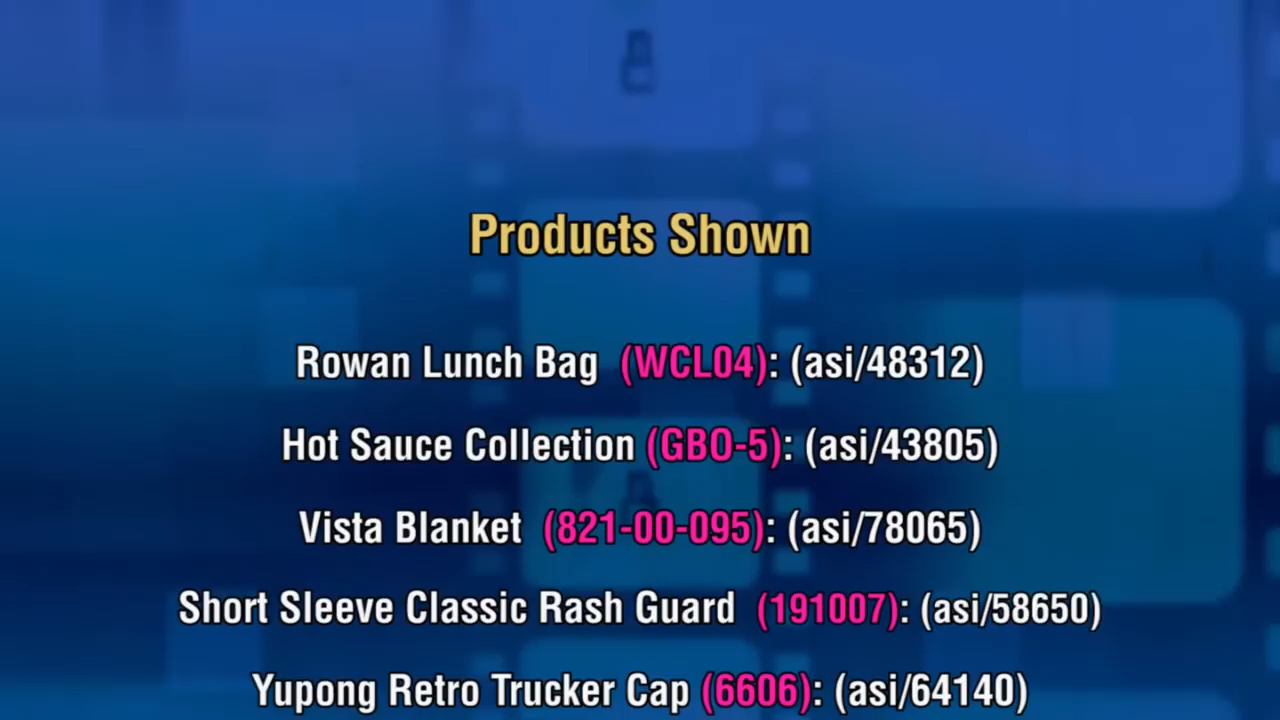 Products Shown
Rowan Lunch Bag (WCL04): (asi/48312)
Hot Sauce Collection (GBO-5): (asi/43805)
Vista Blanket (821-00-095): (asi/78065)
Short Sleeve Classic Rash Guard (191007): (asi/58650)
Yupong Retro Trucker Cap (6606): (asi/64140)